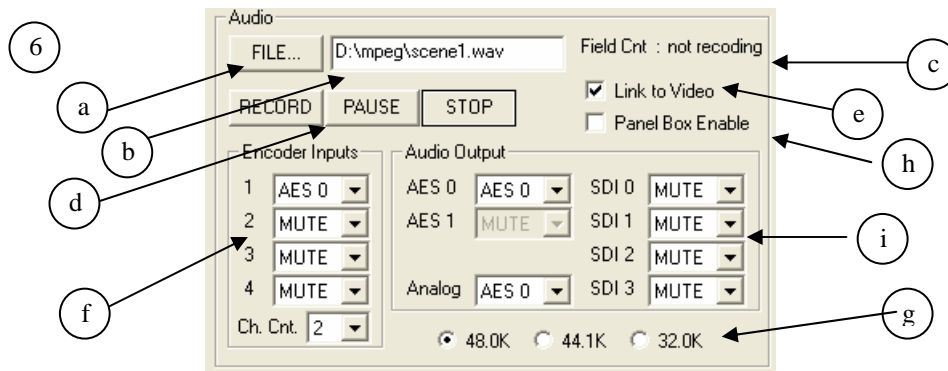 Audio
6
FILE... D:\mpeg\scene1.wav Field Cnt : not recoding
c
a
Link to Video
e
RECORD PAUSE STOP
b
Panel Box Enable
h
Encoder Inputs
Audio Output
d
1 AES 0
AES 0 AES 0
SDI 0 MUTE
2 MUTE
AES 1 MUTE
SDI 1 MUTE
i
3 MUTE
SDI 2 MUTE
4 MUTE
Analog AES 0
SDI 3 MUTE
f
g
Ch. Cnt. 2
48.0K 44.1K 32.0K